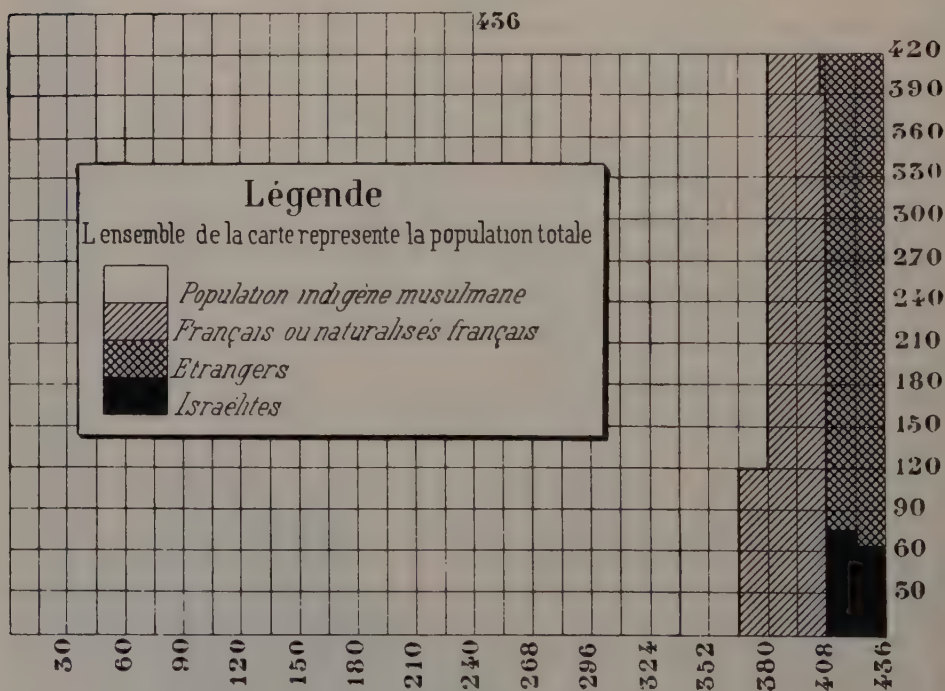 436
420
390
360
330
300
270
240
210
180
150
120
90
60
30
Légende
L ensemble de la carte represente la population totale
Population indigène musulmane
Français ou naturalisés français
Etrangers
Israélites
30 60 90 120 150 180 210 240 268 296 324 352 380 408 436